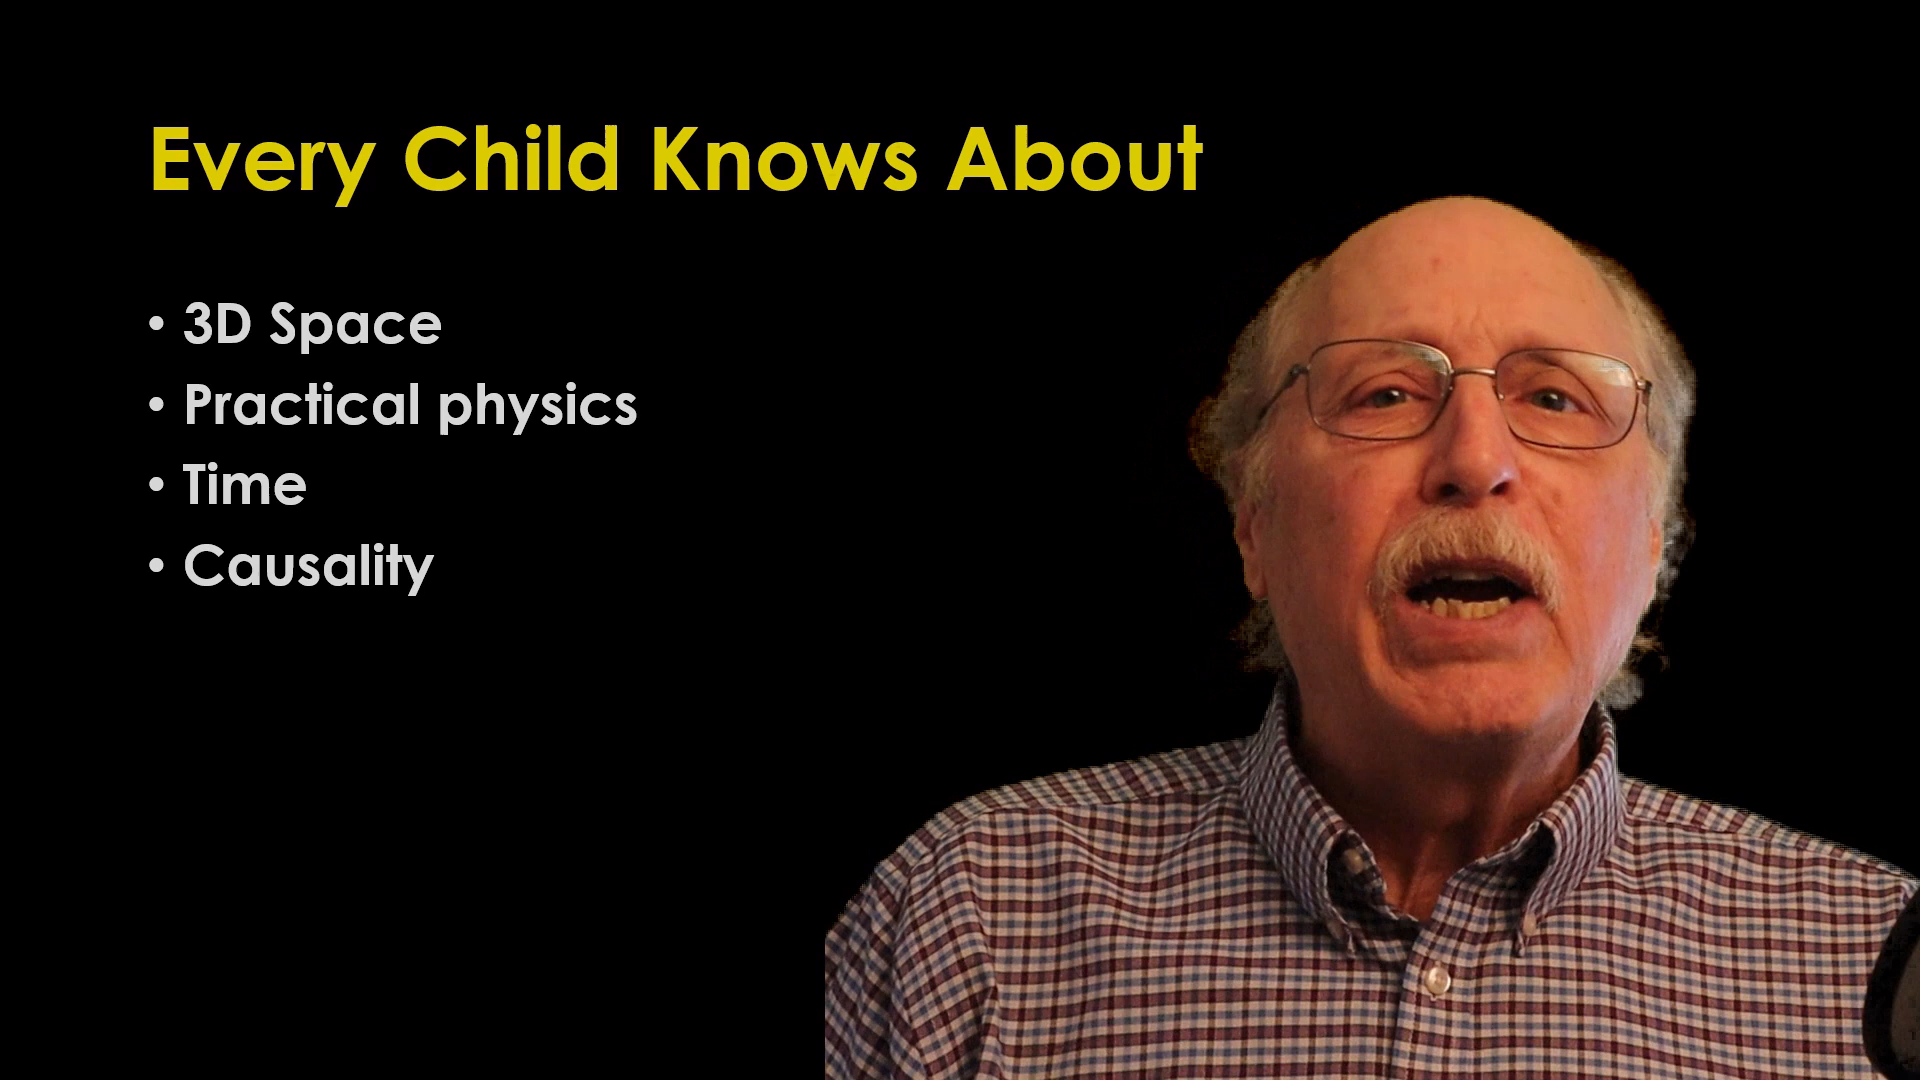 Every Child Knows About
• 3D Space
• Practical physics
• Time
• Causality